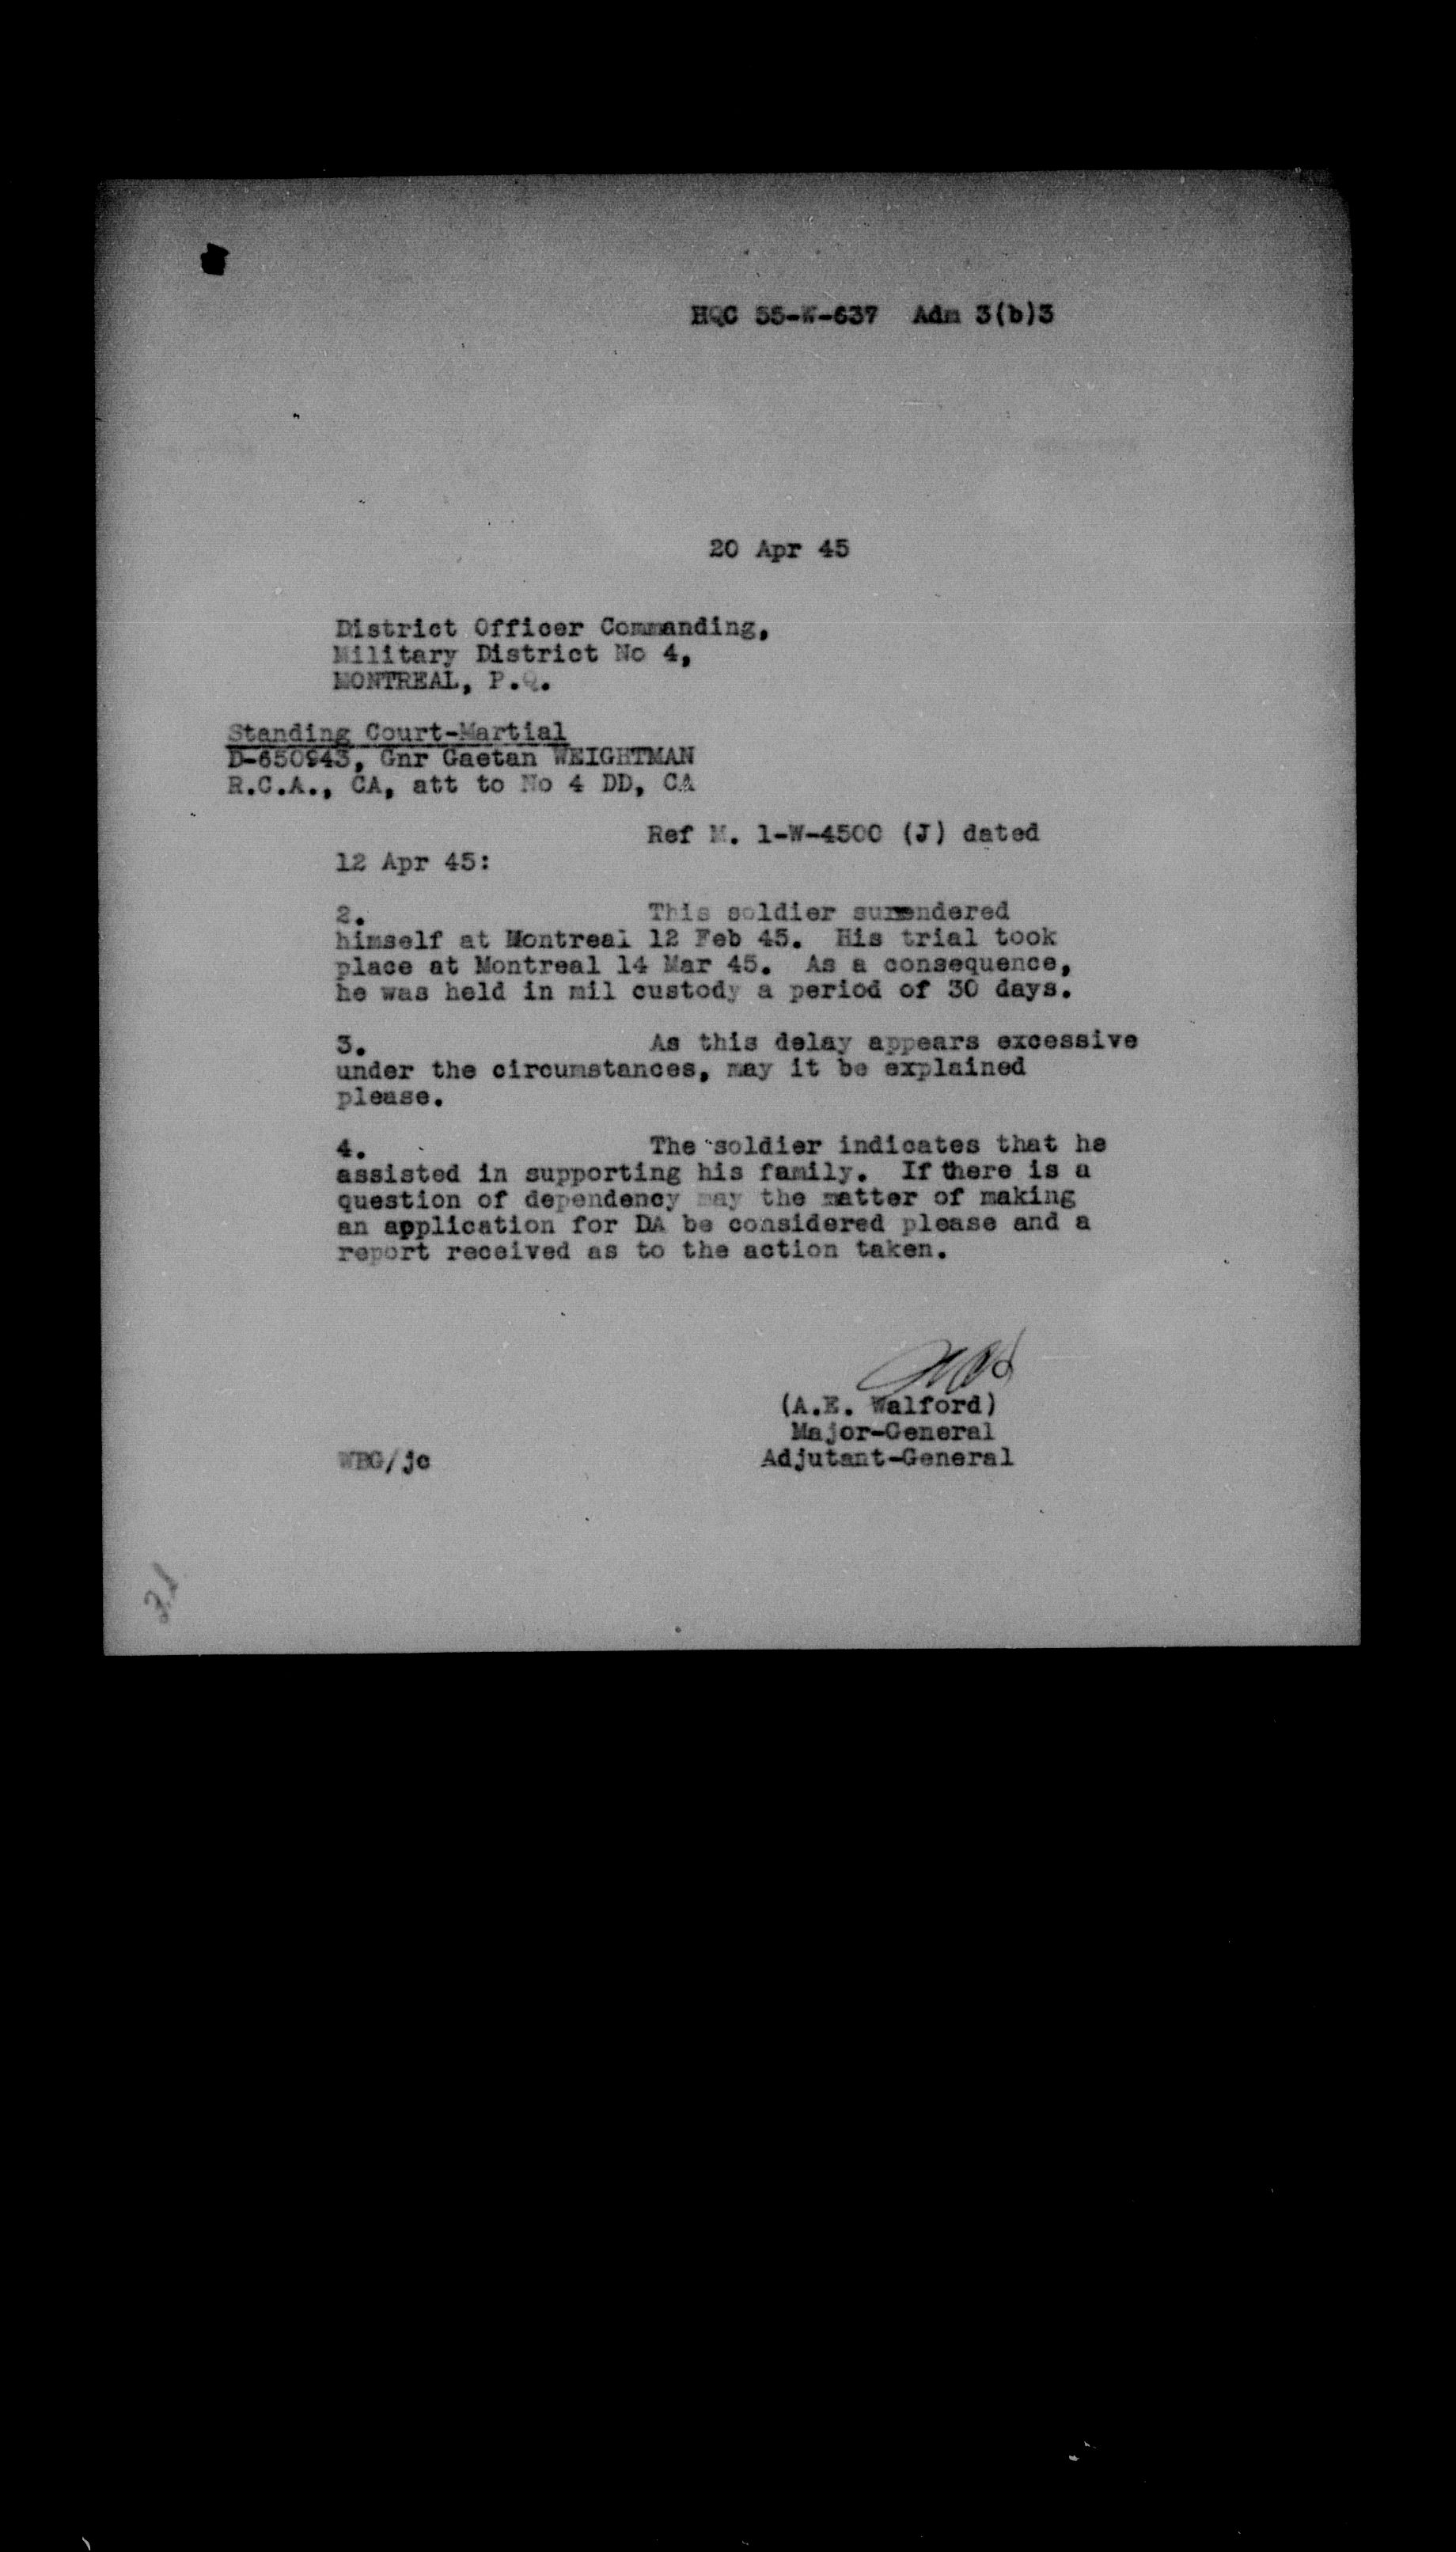 HQC 55-W-637 Adm 3(b)3
20 Apr 45
District Officer Commanding,
Military District No 4,
MONTREAL, P.Q.
Standing Court-Martial
D-650943, Gnr Gaetan WEIGHTMAN
R.C.A., CA, att to No 4 DD, CA
Ref M. 1-W-4500 (J) dated
12 Apr 45:
2. This soldier surrendered
himself at Montreal 12 Feb 45. His trial took
place at Montreal 14 Mar 45. As a consequence,
he was held in mil custody a period of 30 days.
3. As this delay appears excessive
under the circumstances, may it be explained
please.
4. The soldier indicates that he
assisted in supporting his family. If there is a
question of dependency may the matter of making
an application for DA be considered please and a
report received as to the action taken.
(A.E. Walford)
Major-General
WBG/jc Adjutant-General